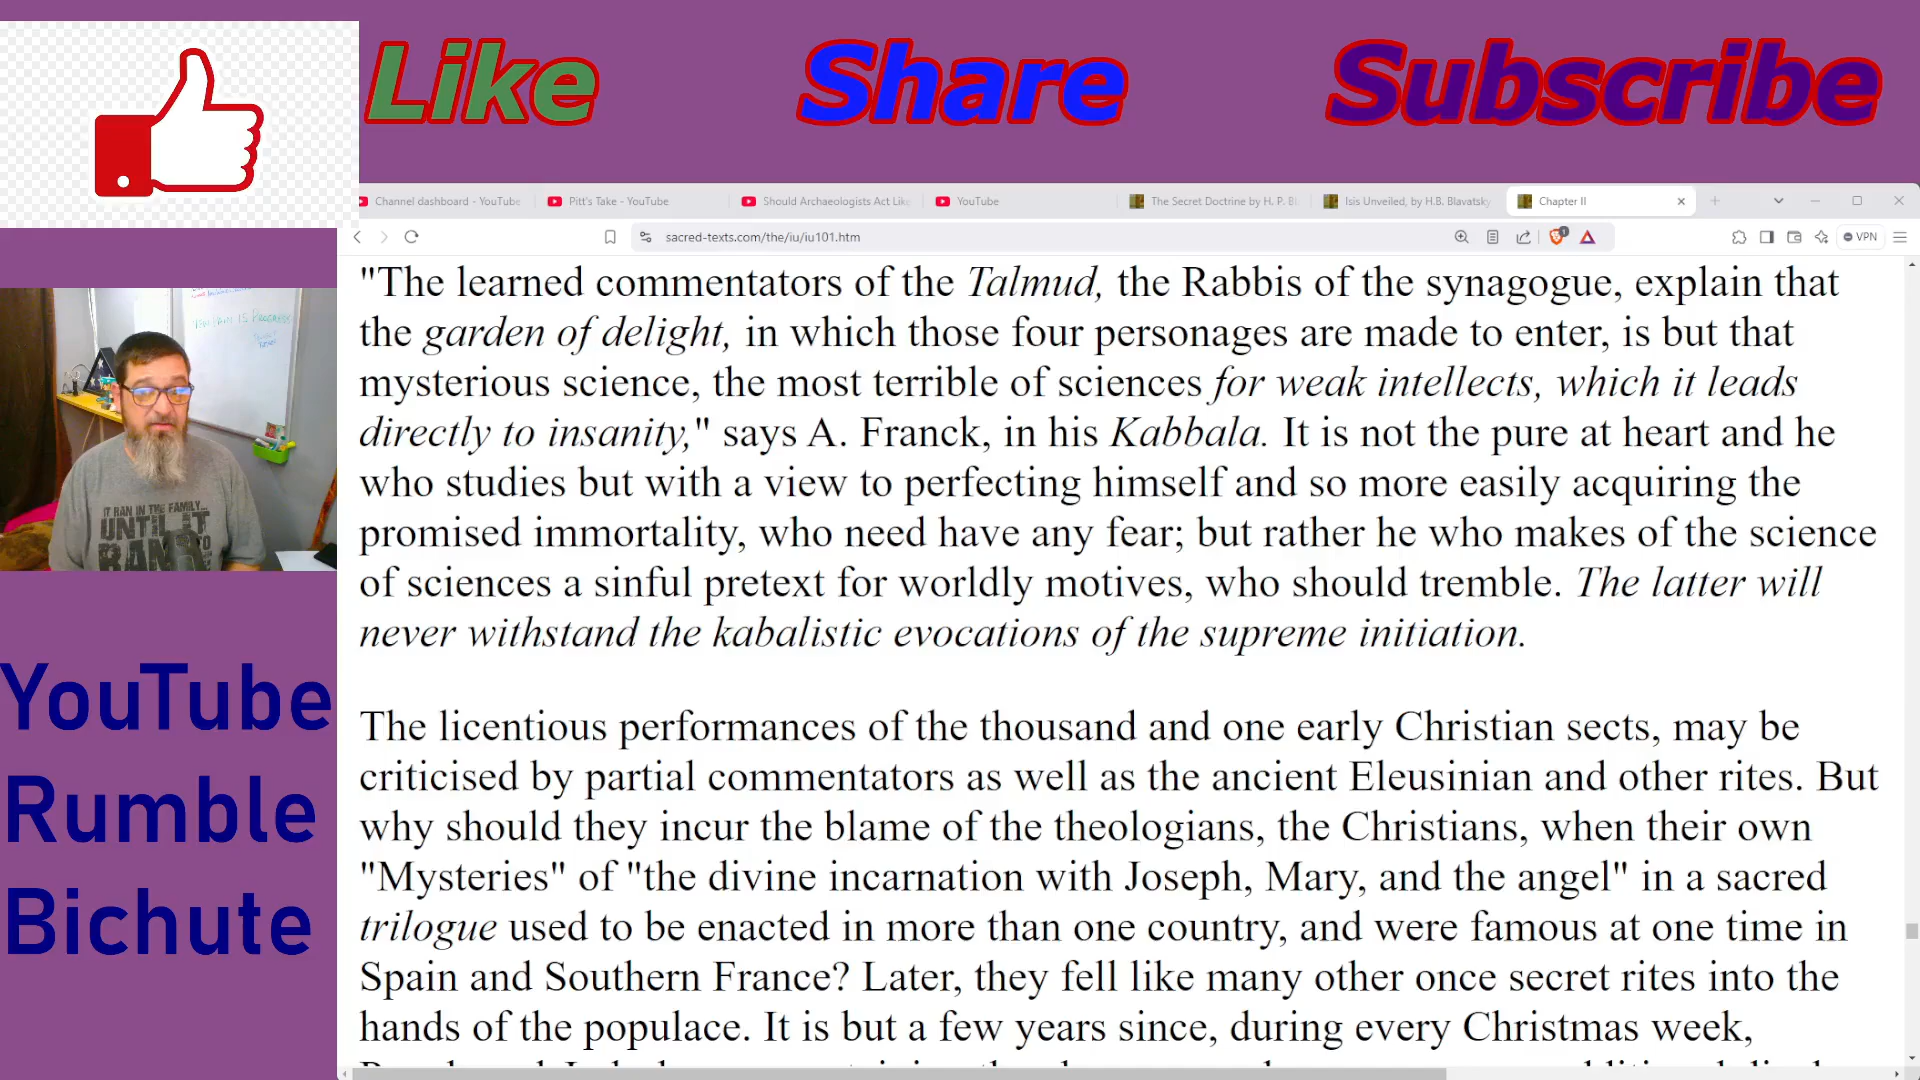 Like
Share
Subscribe
Channel dashboard - YouTube
Pitt's Take - YouTube
Should Archaeologists Act Lik
YouTube
The Secret Doctrine by H. P. Bl
Isis Unveiled, by H.B. Blavatsky
Chapter II
sacred-texts.com/the/iu/iu101.htm
1
VPN
"The learned commentators of the Talmud, the Rabbis of the synagogue, explain that
the garden of delight, in which those four personages are made to enter, is but that
mysterious science, the most terrible of sciences for weak intellects, which it leads
directly to insanity," says A. Franck, in his Kabbala. It is not the pure at heart and he
who studies but with a view to perfecting himself and so more easily acquiring the
promised immortality, who need have any fear; but rather he who makes of the science
of sciences a sinful pretext for worldly motives, who should tremble. The latter will
never withstand the kabalistic evocations of the supreme initiation.
The licentious performances of the thousand and one early Christian sects, may be
criticised by partial commentators as well as the ancient Eleusinian and other rites. But
why should they incur the blame of the theologians, the Christians, when their own
"Mysteries" of "the divine incarnation with Joseph, Mary, and the angel" in a sacred
trilogue used to be enacted in more than one country, and were famous at one time in
Spain and Southern France? Later, they fell like many other once secret rites into the
hands of the populace. It is but a few years since, during every Christmas week,
IT RAN IN THE FAMILY...
UNTIL IT
RAN
YouTube
Rumble
Bichute